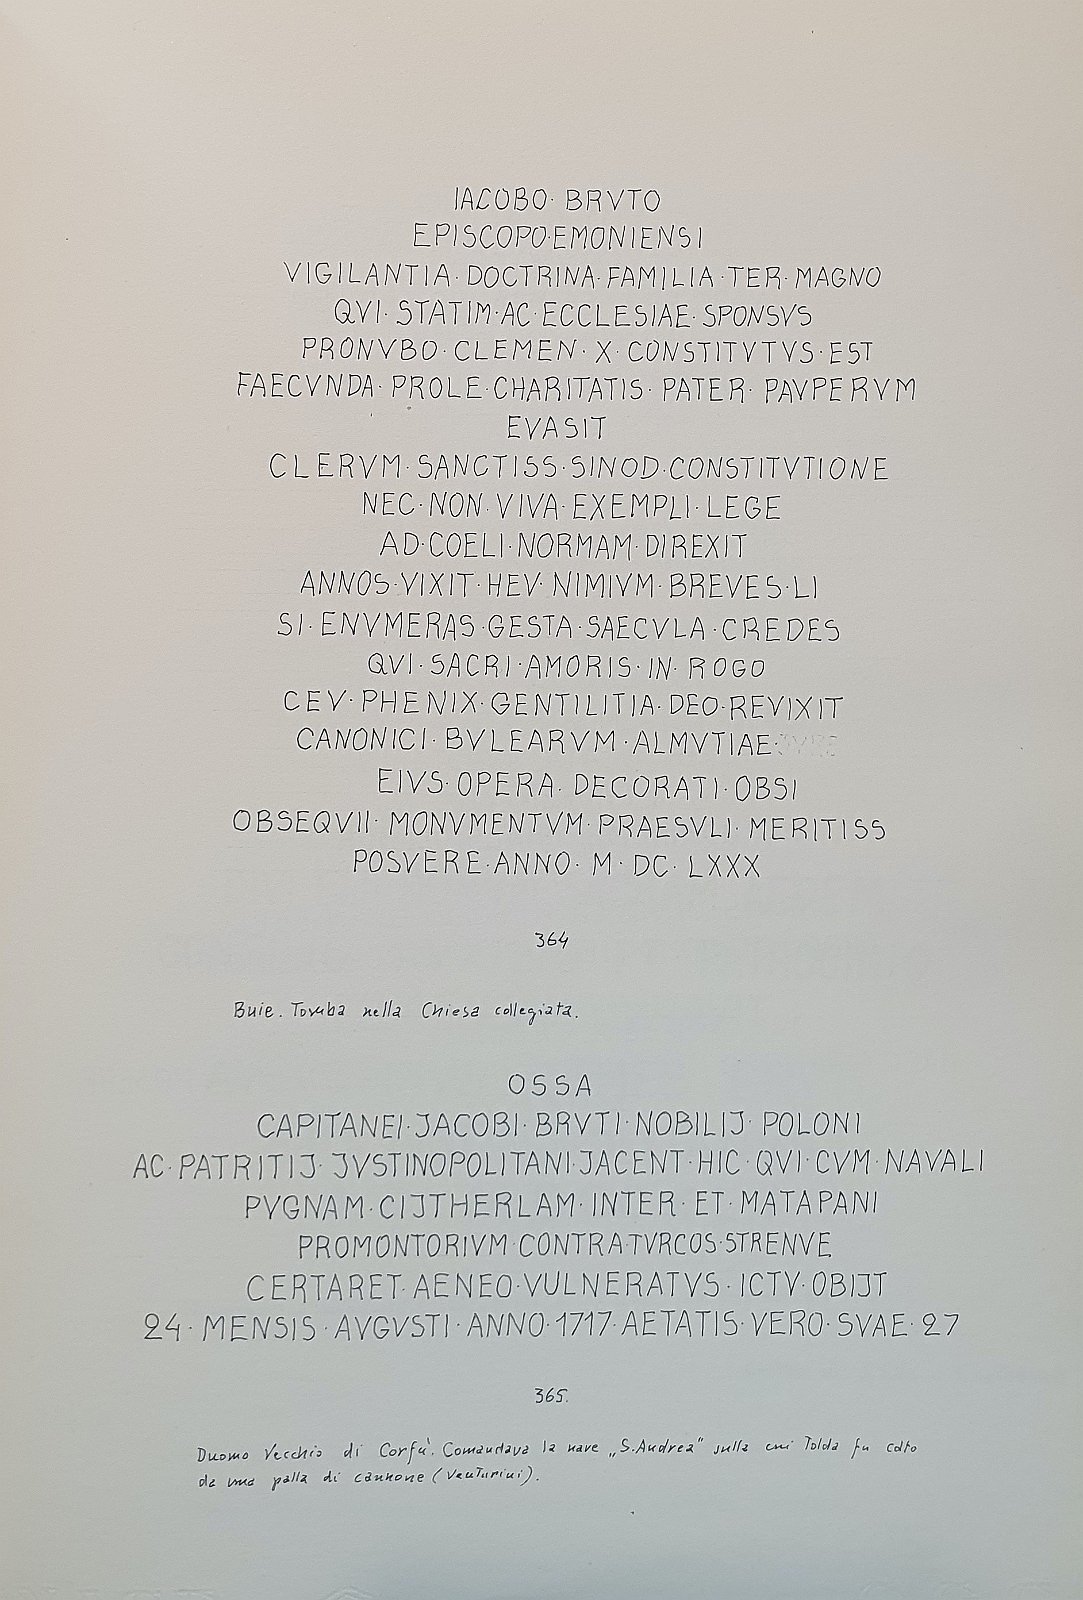 IACOBO· BRVTO
EPISCOPO·EMONIENSI
VIGILANTIA· DOCTRINA· FAMILIA· TER· MAGNO
QVI· STATIM·AC·ECCLESIAE· SPONSVS
PRONVBO·CLEMEN· X· CONSTITVTVS·EST
FAECVNDA· PROLE·CHARITATIS· PATER· PAVPERVM
EVASIT
CLERVM·SANCTISS·SINOD·CONSTITVTIONE
NEC·NON·VIVA·EXEMPLI·LEGE
AD·COELI·NORMAM·DIREXIT
ANNOS·VIXIT·HEV·NIMIVM·BREVES·LI
SI·ENVMERAS·GESTA·SAECVLA·CREDES
QVI·SACRI·AMORIS·IN·ROGO
CEV·PHENIX·GENTILITIA·DEO·REVIXIT
CANONICI·BVLEARVM·ALMVTIAE·
EIVS·OPERA·DECORATI·OBSI
OBSEQVII·MONVMENTVM·PRAESVLI·MERITISS
POSVERE·ANNO·M·DC·LXXX
364
Buie. Tomba nella Chiesa collegiata.
OSSA
CAPITANEI·JACOBI·BRVTI·NOBILIJ·POLONI
AC·PATRITIJ·JVSTINOPOLITANI·JACENT·HIC·QVI·CVM·NAVALI
PVGNAM·CIJTHERLAM·INTER·ET·MATAPANI
PROMONTORIVM·CONTRA·TVRCOS·STRENVE
CERTARET·AENEO·VULNERATVS·ICTV·OBIJT
24·MENSIS·AVGVSTI·ANNO·1717·AETATIS·VERO·SVAE·27
365.
Duomo Vecchio di Corfù. Comandava la nave „S. Andrea" sulla cui Tolda fu colto
da una palla di cannone (Venturini).